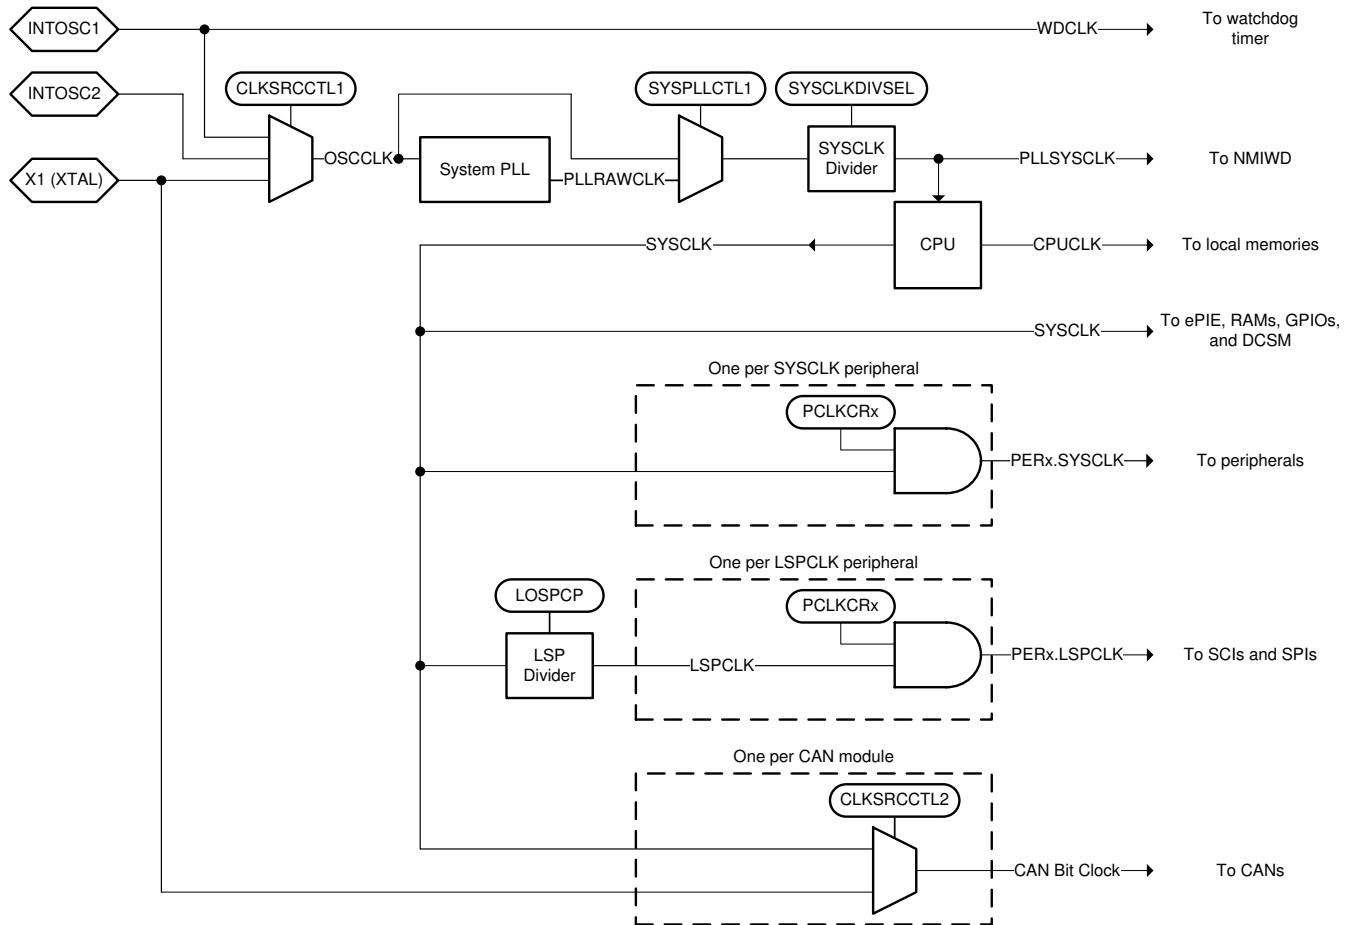 INTOSC1
WDCLK
To watchdog
timer
INTOSC2
CLKSRCCTL1
SYSPLLCTL1
SYSCLKDIVSEL
X1 (XTAL)
OSCCLK
System PLL
PLLRAWCLK
SYSCLK
Divider
PLLSYSCLK
To NMIWD
SYSCLK
CPU
CPUCLK
To local memories
SYSCLK
To ePIE, RAMs, GPIOs,
and DCSM
One per SYSCLK peripheral
PCLKCRx
PERx.SYSCLK
To peripherals
One per LSPCLK peripheral
LOSPCP
PCLKCRx
LSP
Divider
LSPCLK
PERx.LSPCLK
To SCIs and SPIs
One per CAN module
CLKSRCCTL2
CAN Bit Clock
To CANs